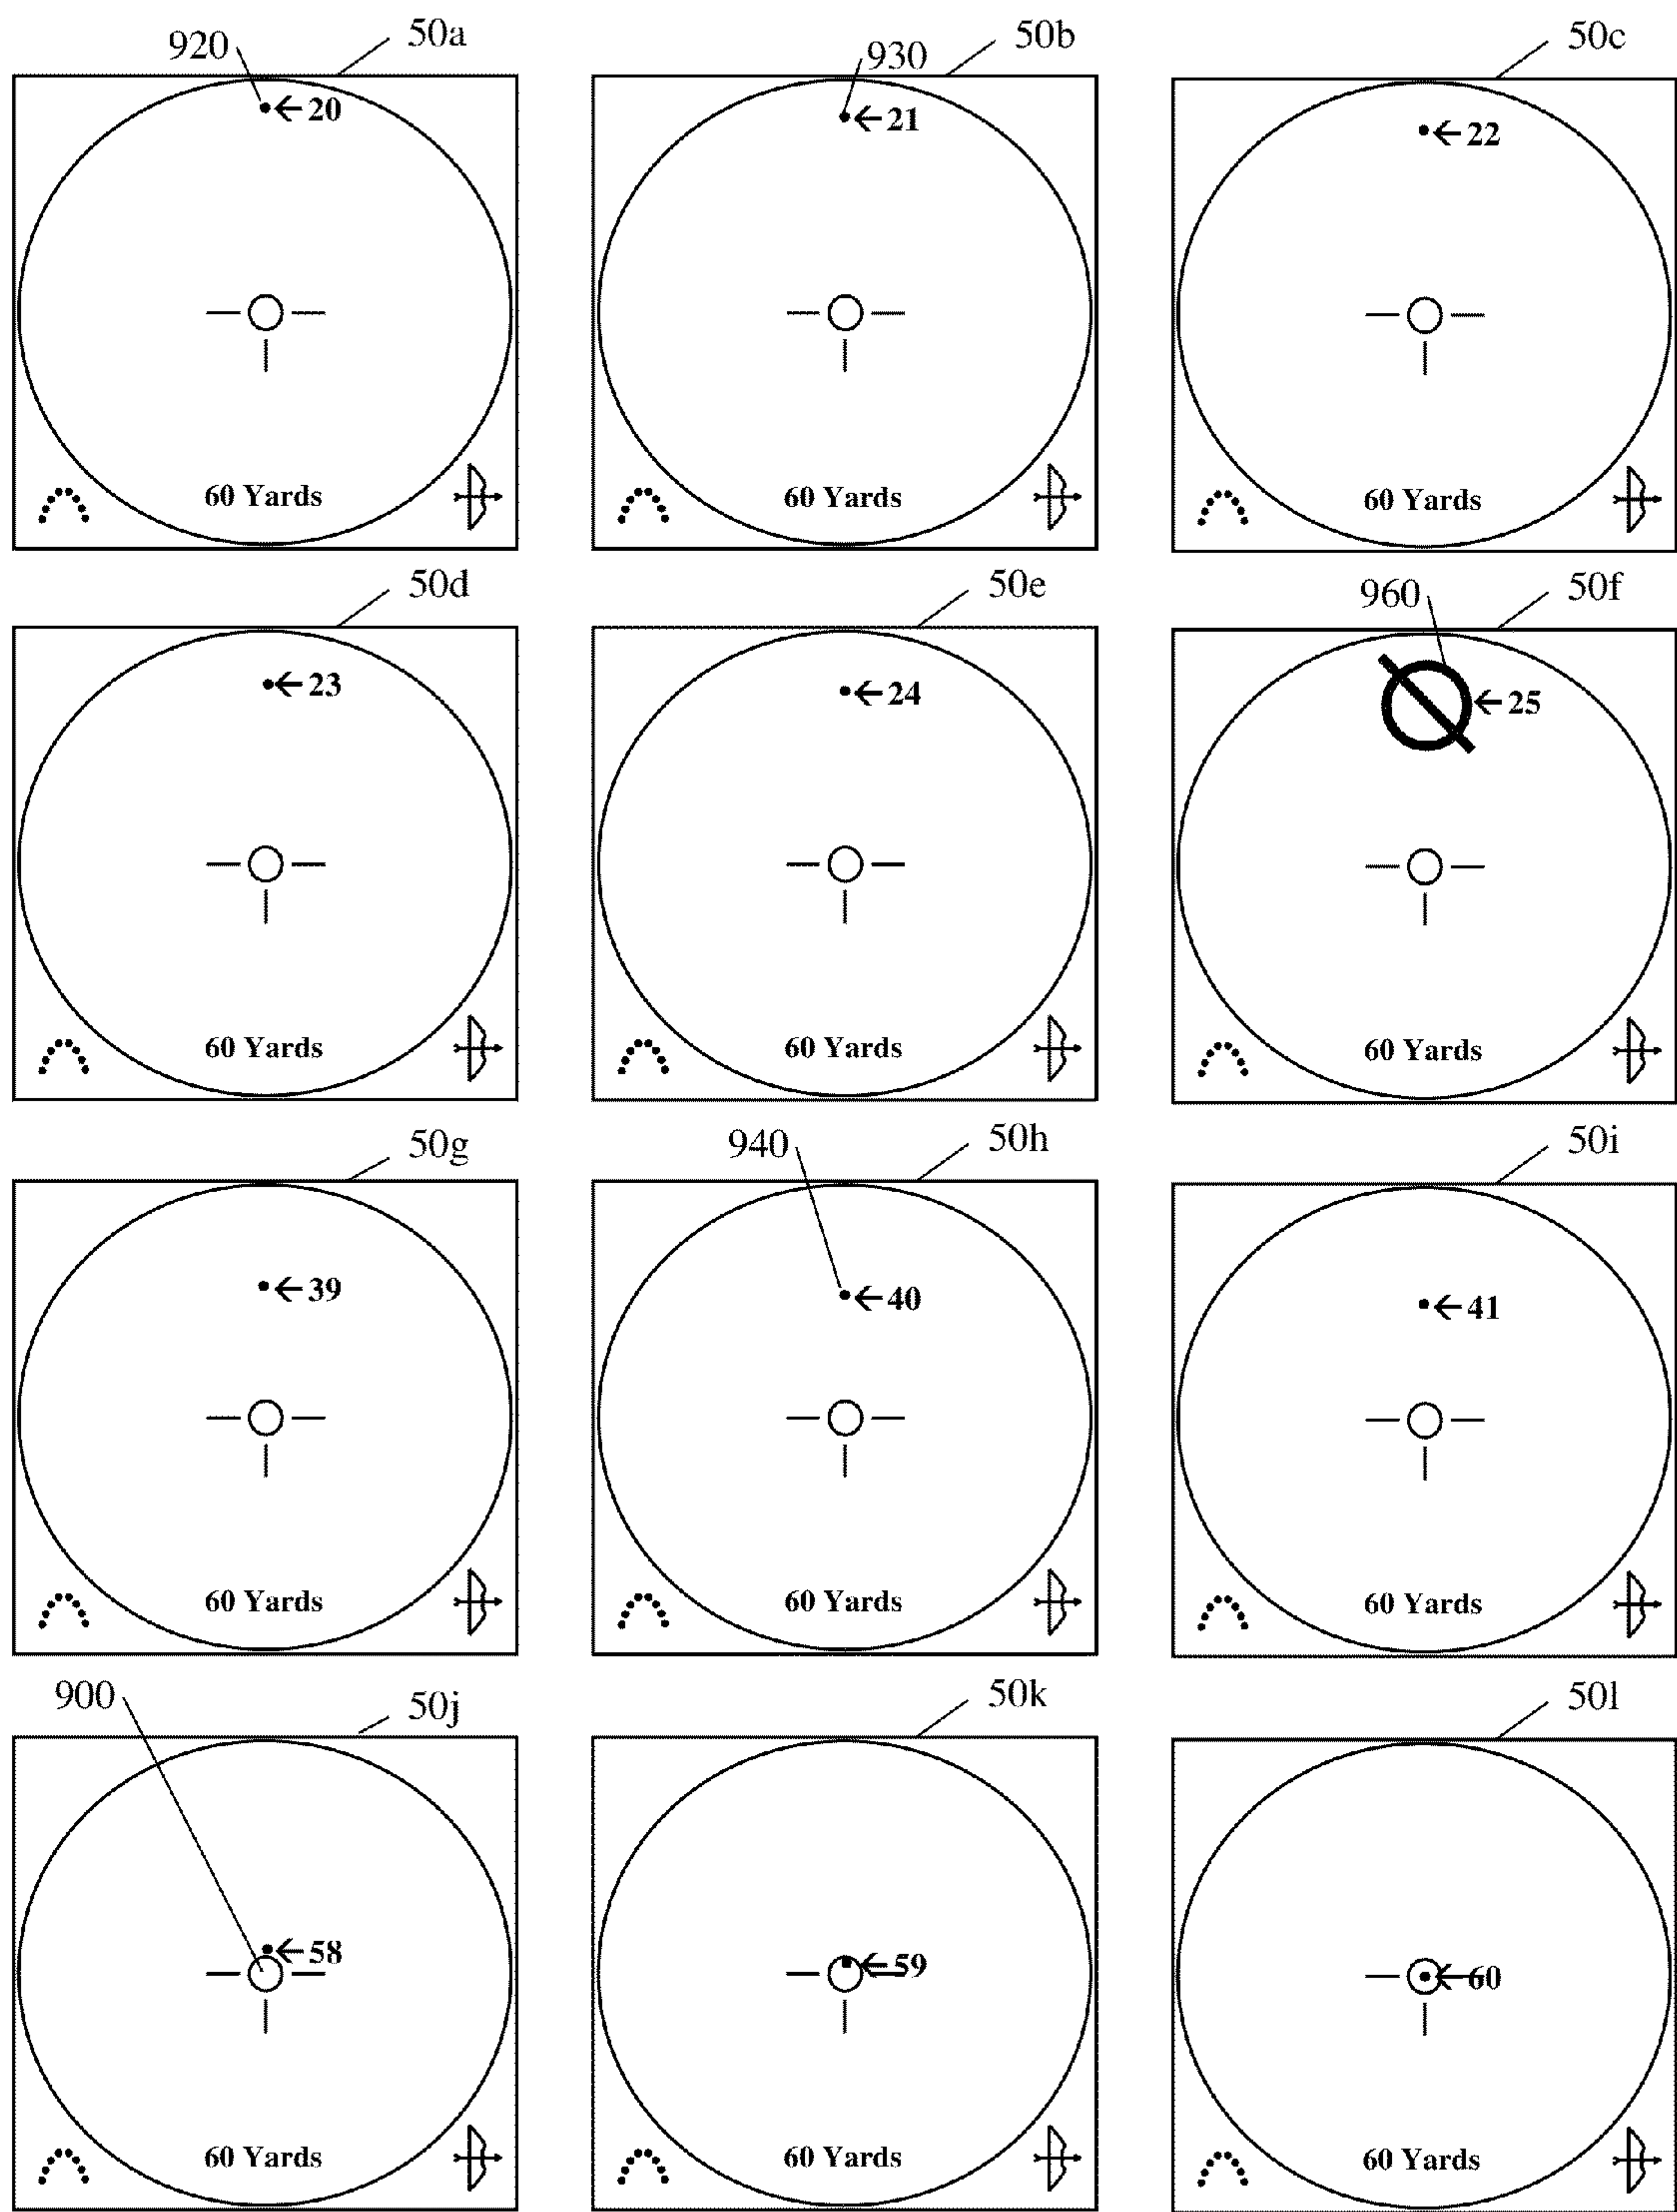 920 50a 930 50b 50c
←20 ←21 ←22
60 Yards 60 Yards 60 Yards
50d 50e 960 50f
←23 ←24 ←25
60 Yards 60 Yards 60 Yards
50g 940 50h 50i
←39 ←40 ←41
60 Yards 60 Yards 60 Yards
900 50j 50k 50l
←58 ←59 ←60
60 Yards 60 Yards 60 Yards